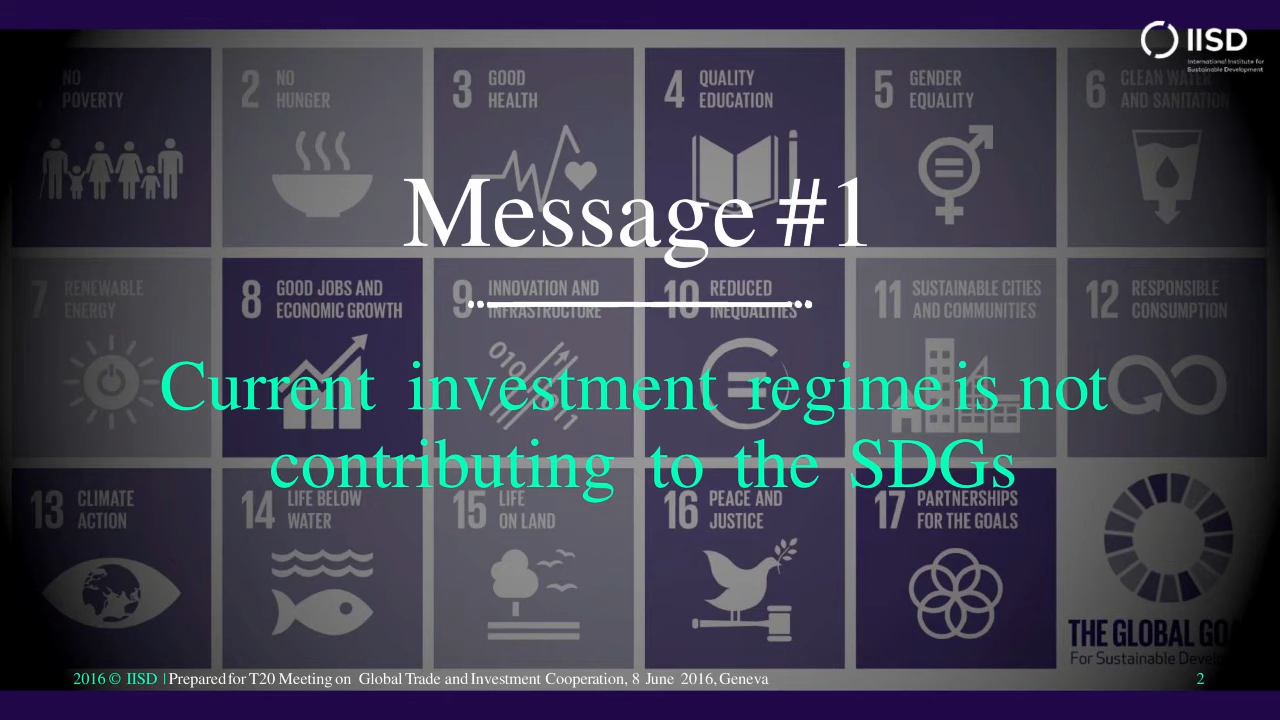 IISD
International Institute for
Sustainable Development
NO
POVERTY
2 NO
HUNGER
3 GOOD
HEALTH
4 QUALITY
EDUCATION
5 GENDER
EQUALITY
6 CLEAN WATER
AND SANITATION
Message #1
7 RENEWABLE
ENERGY
8 GOOD JOBS AND
ECONOMIC GROWTH
9 INNOVATION AND
INFRASTRUCTURE
10 REDUCED
INEQUALITIES
11 SUSTAINABLE CITIES
AND COMMUNITIES
12 RESPONSIBLE
CONSUMPTION
Current investment regime is not
contributing to the SDGs
13 CLIMATE
ACTION
14 LIFE BELOW
WATER
15 LIFE
ON LAND
16 PEACE AND
JUSTICE
17 PARTNERSHIPS
FOR THE GOALS
THE GLOBAL GO
For Sustainable Devel
2016 © IISD | Prepared for T20 Meeting on Global Trade and Investment Cooperation, 8 June 2016, Geneva
2